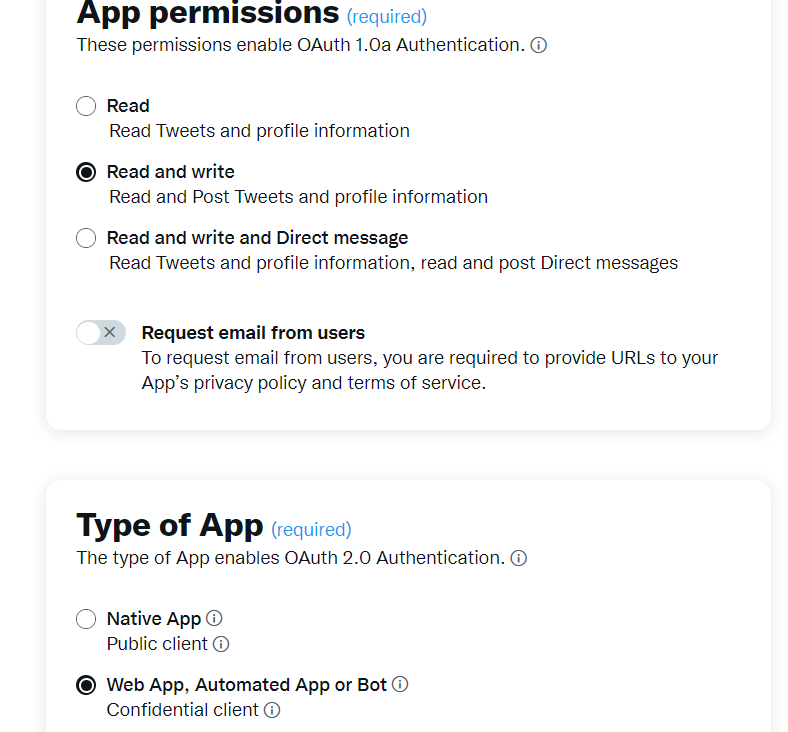 App permissions (required)
These permissions enable OAuth 1.0a Authentication.
Read
Read Tweets and profile information
Read and write
Read and Post Tweets and profile information
Read and write and Direct message
Read Tweets and profile information, read and post Direct messages
Request email from users
To request email from users, you are required to provide URLs to your
App’s privacy policy and terms of service.
Type of App (required)
The type of App enables OAuth 2.0 Authentication.
Native App
Public client
Web App, Automated App or Bot
Confidential client